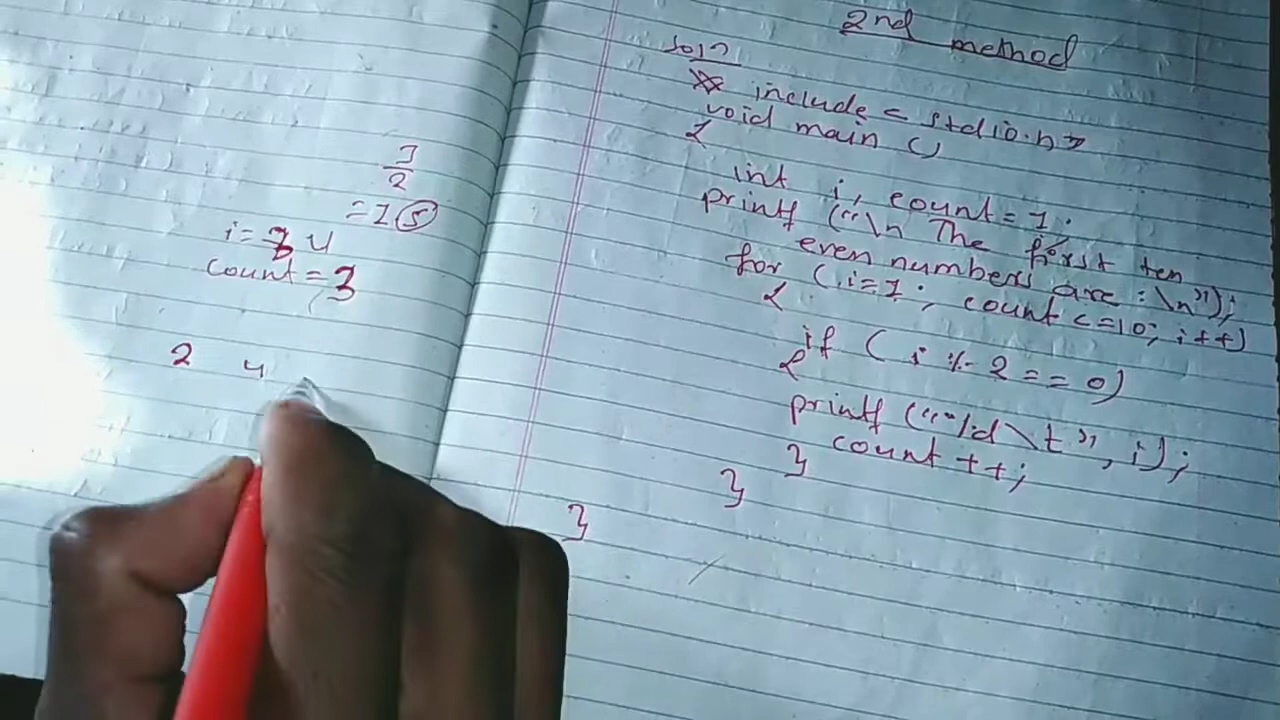 3
2
= 1 5
i = 3 4
count = 3
2 4
2nd method
Soln
include < stdio.h>
void main ()
{
int i, count = 1;
printf ("\n The first ten
even numbers are :\n");
for ( i=1 ; count <=10; i++)
{
if ( i % 2 == 0)
{
printf ("%d \t", i);
count ++;
}
}
}